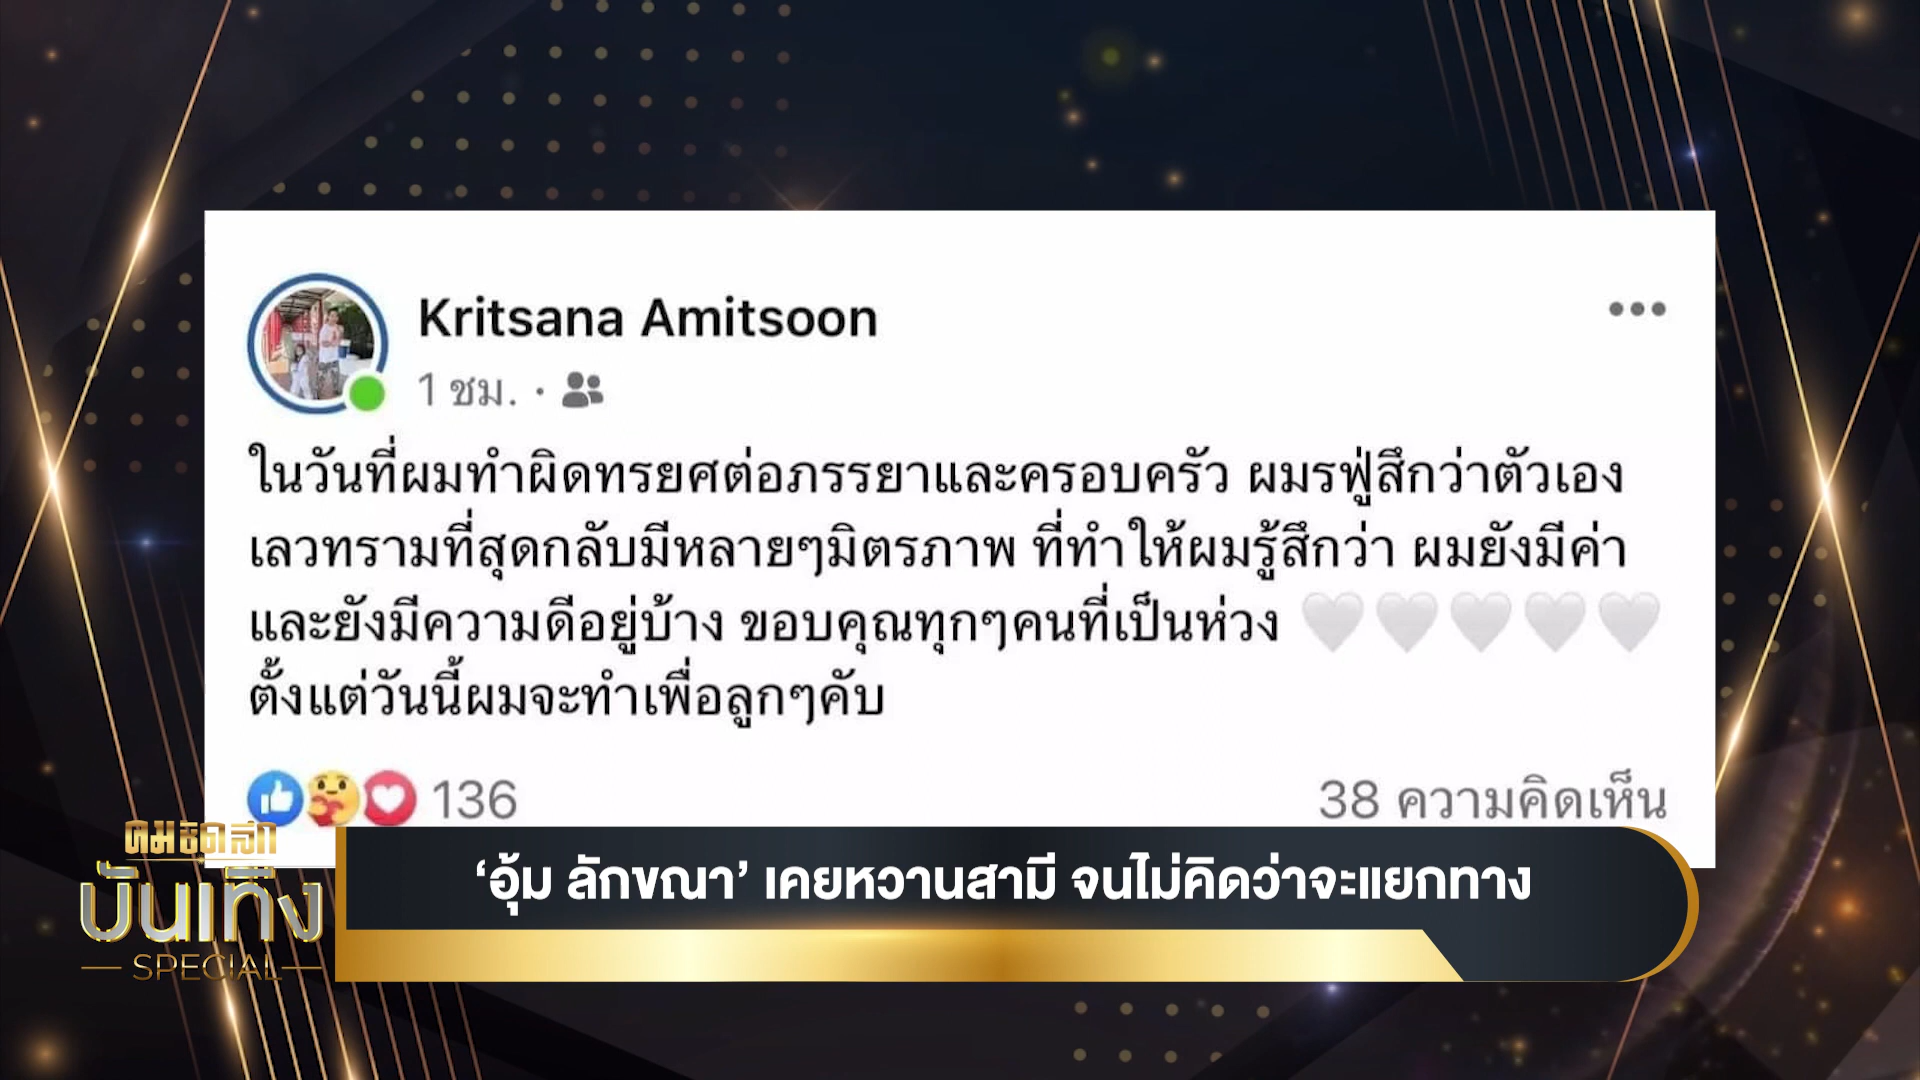 Kritsana Amitsoon
1 ชม. ·
ในวันที่ผมทำผิดทรยศต่อภรรยาและครอบครัว ผมรฟู่สึกว่าตัวเอง
เลวทรามที่สุดกลับมีหลายๆมิตรภาพ ที่ทำให้ผมรู้สึกว่า ผมยังมีค่า
และยังมีความดีอยู่บ้าง ขอบคุณทุกๆคนที่เป็นห่วง 🤍🤍🤍🤍🤍
ตั้งแต่วันนี้ผมจะทำเพื่อลูกๆคับ
136
38 ความคิดเห็น
คมชัดลึก
บันเทิง
SPECIAL
‘อุ้ม ลักขณา’ เคยหวานสามี จนไม่คิดว่าจะแยกทาง